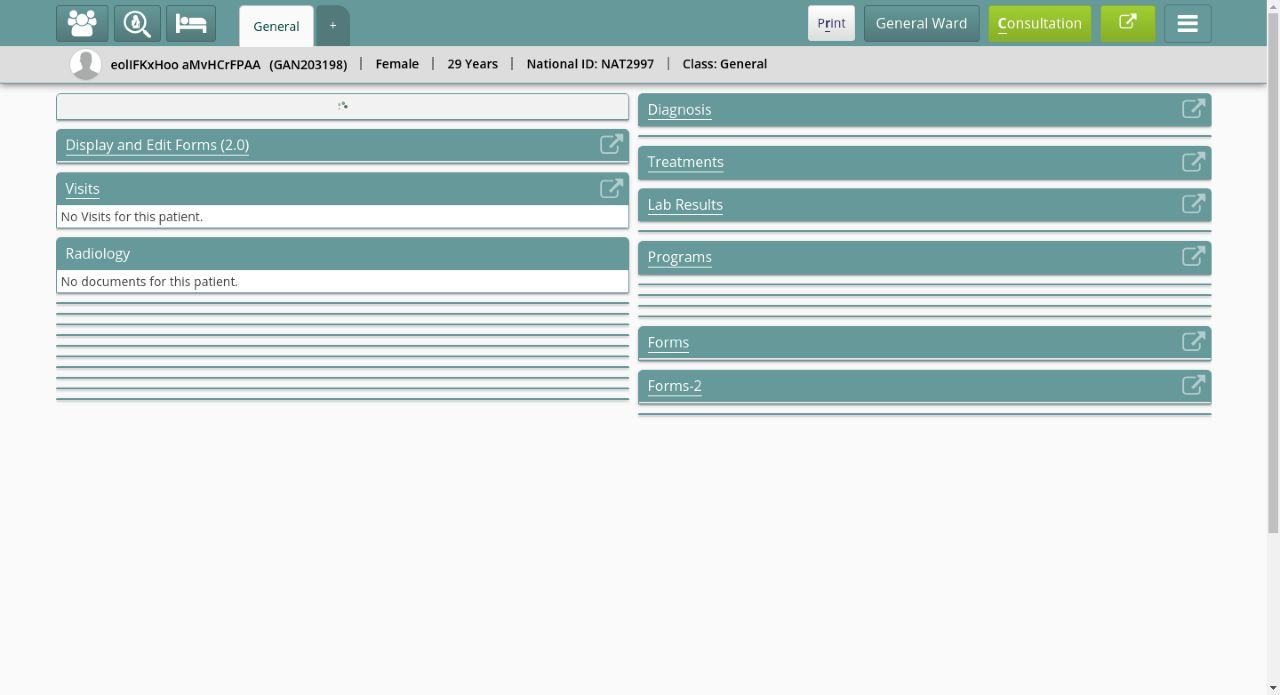 General
+
Print
General Ward
Consultation
eolIFKxHoo aMvHCrFPAA (GAN203198) | Female | 29 Years | National ID: NAT2997 | Class: General
Display and Edit Forms (2.0)
Visits
No Visits for this patient.
Radiology
No documents for this patient.
Diagnosis
Treatments
Lab Results
Programs
Forms
Forms-2